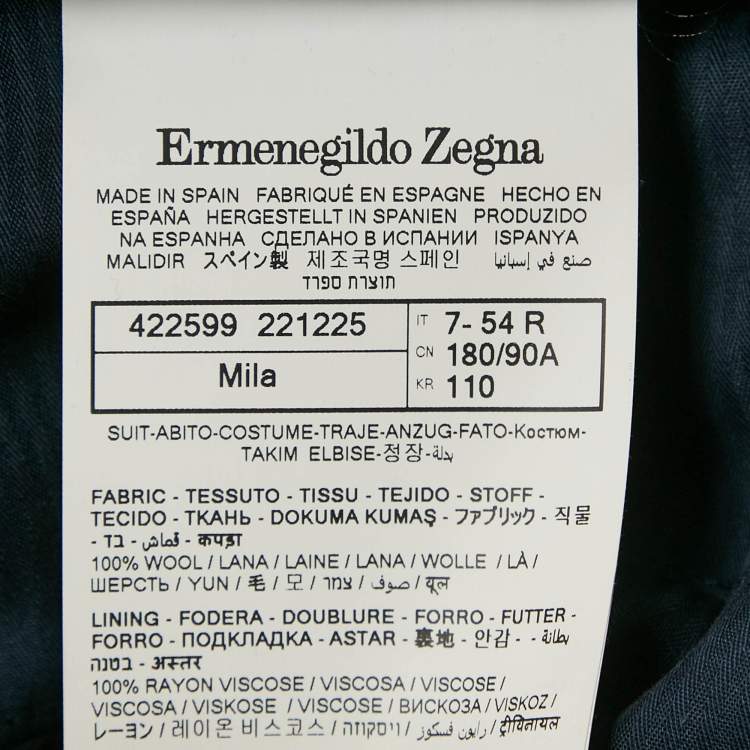 Ermenegildo Zegna
MADE IN SPAIN FABRIQUÉ EN ESPAGNE HECHO EN
ESPAÑA HERGESTELLT IN SPANIEN PRODUZIDO
NA ESPANHA СДЕЛАНО В ИСПАНИИ ISPANYA
MALIDIR スペイン製 제조국명 스페인 صنع في إسبانيا
תוצרת ספרד
422599 221225
Mila
IT 7- 54 R
CN 180/90A
KR 110
SUIT-ABITO-COSTUME-TRAJE-ANZUG-FATO-Костюм-
TAKIM ELBISE-정장-بدلة
FABRIC - TESSUTO - TISSU - TEJIDO - STOFF -
TECIDO - ТКАНЬ - DOKUMA KUMAŞ - ファブリック - 직물
- בד - قماش - कपड़ा
100% WOOL / LANA / LAINE / LANA / WOLLE / LÀ /
ШЕРСТЬ / YUN / 毛 / 모 / צמר / صوف / यूल
LINING - FODERA - DOUBLURE - FORRO - FUTTER -
FORRO - ПОДКЛАДКА - ASTAR - 裏地 - 안감 - بطانة -
בטנה - अस्तर
100% RAYON VISCOSE / VISCOSA / VISCOSE /
VISCOSA / VISKOSE / VISCOSE / ВИСКОЗА / VISKOZ /
レーヨン / 레이온 비스코스 / ויסקוזה / رايون فسكوز /